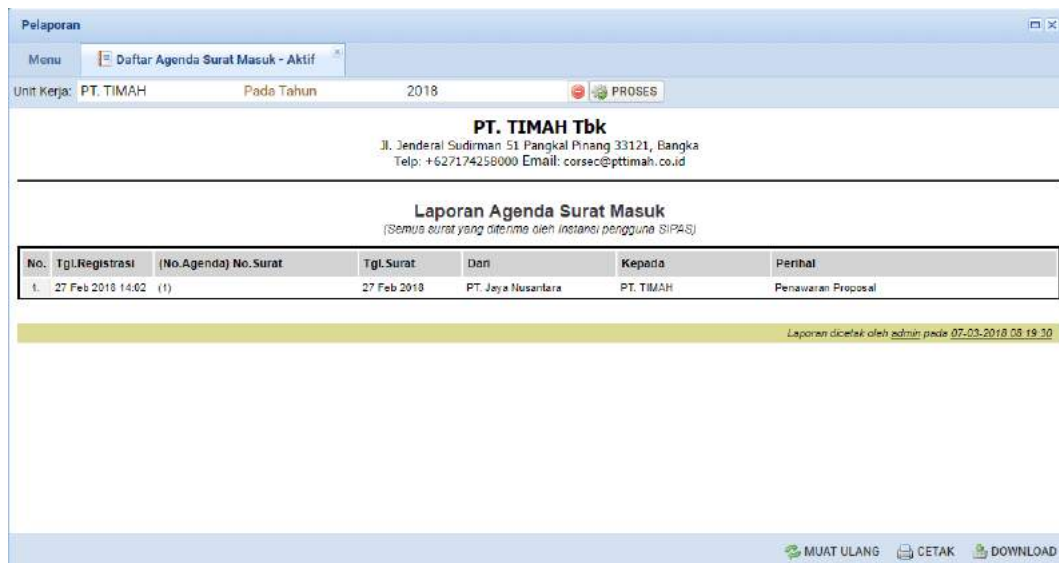 Pelaporan
Menu Daftar Agenda Surat Masuk - Aktif
Unit Kerja: PT. TIMAH Pada Tahun 2018 PROSES
PT. TIMAH Tbk
Jl. Jenderal Sudirman 51 Pangkal Pinang 33121, Bangka
Telp: +627174258000 Email: corsec@pttimah.co.id
Laporan Agenda Surat Masuk
(Semua surat yang diterima oleh instansi pengguna SIPAS)
No. Tgl.Registrasi (No.Agenda) No.Surat Tgl.Surat Dari Kepada Perihal
1. 27 Feb 2018 14:02 (1) 27 Feb 2018 PT. Jaya Nusantara PT. TIMAH Penawaran Proposal
Laporan dicetak oleh admin pada 07-03-2018 08:19:30
MUAT ULANG CETAK DOWNLOAD